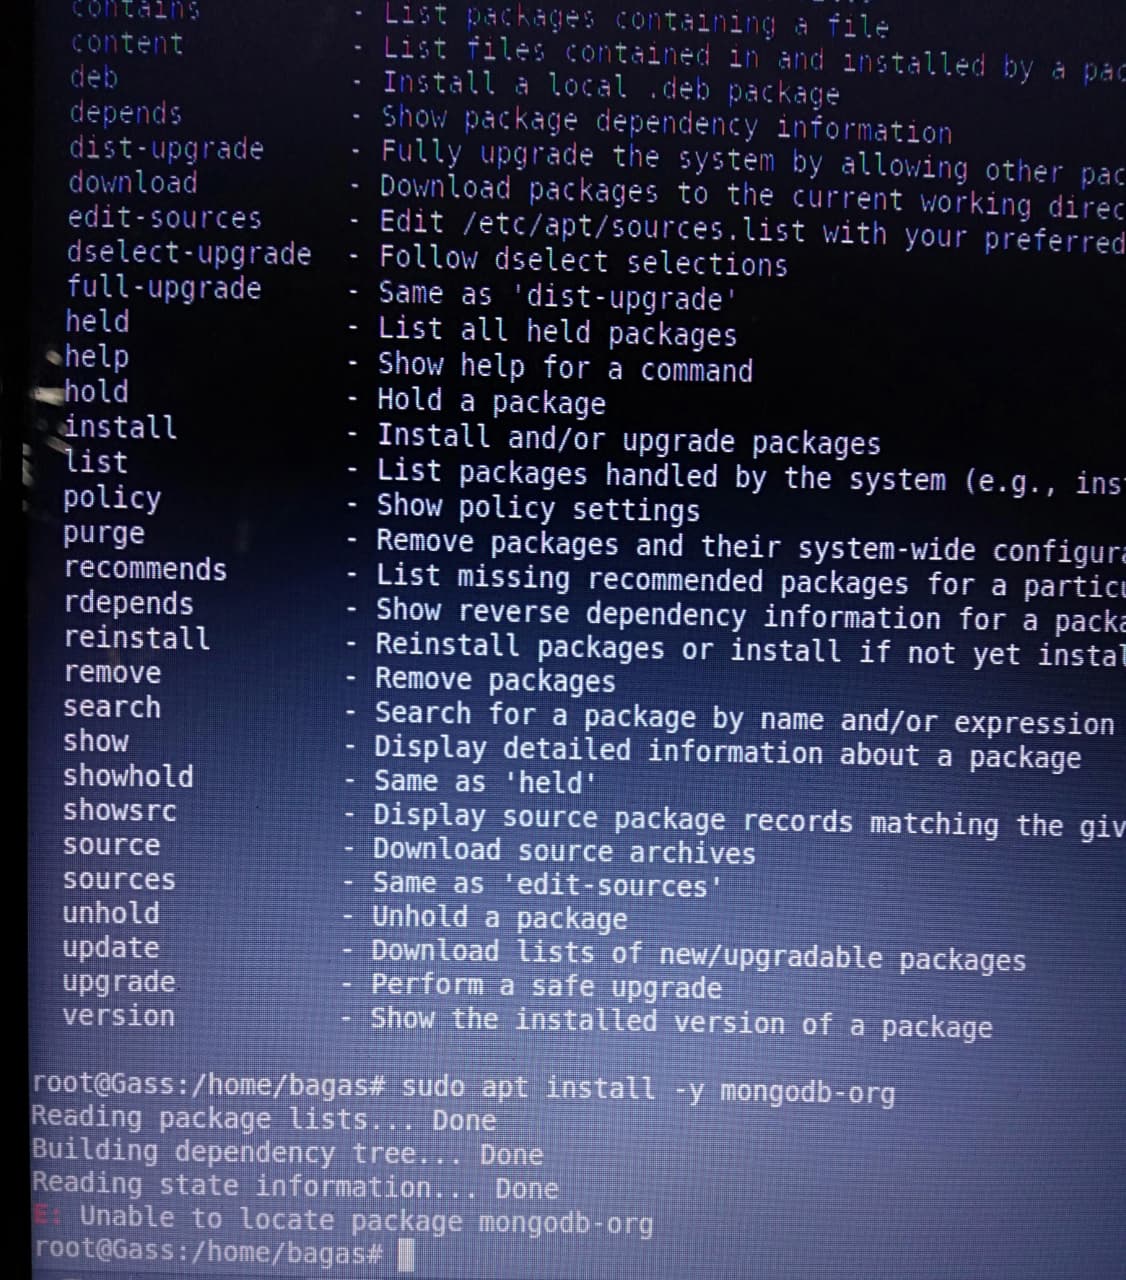 contains - List packages containing a file
content - List files contained in and installed by a pac
deb - Install a local .deb package
depends - Show package dependency information
dist-upgrade - Fully upgrade the system by allowing other pac
download - Download packages to the current working direc
edit-sources - Edit /etc/apt/sources.list with your preferred
dselect-upgrade - Follow dselect selections
full-upgrade - Same as 'dist-upgrade'
held - List all held packages
help - Show help for a command
hold - Hold a package
install - Install and/or upgrade packages
list - List packages handled by the system (e.g., inst
policy - Show policy settings
purge - Remove packages and their system-wide configura
recommends - List missing recommended packages for a particu
rdepends - Show reverse dependency information for a packa
reinstall - Reinstall packages or install if not yet instal
remove - Remove packages
search - Search for a package by name and/or expression
show - Display detailed information about a package
showhold - Same as 'held'
showsrc - Display source package records matching the giv
source - Download source archives
sources - Same as 'edit-sources'
unhold - Unhold a package
update - Download lists of new/upgradable packages
upgrade - Perform a safe upgrade
version - Show the installed version of a package
root@Gass:/home/bagas# sudo apt install -y mongodb-org
Reading package lists... Done
Building dependency tree... Done
Reading state information... Done
E: Unable to locate package mongodb-org
root@Gass:/home/bagas#